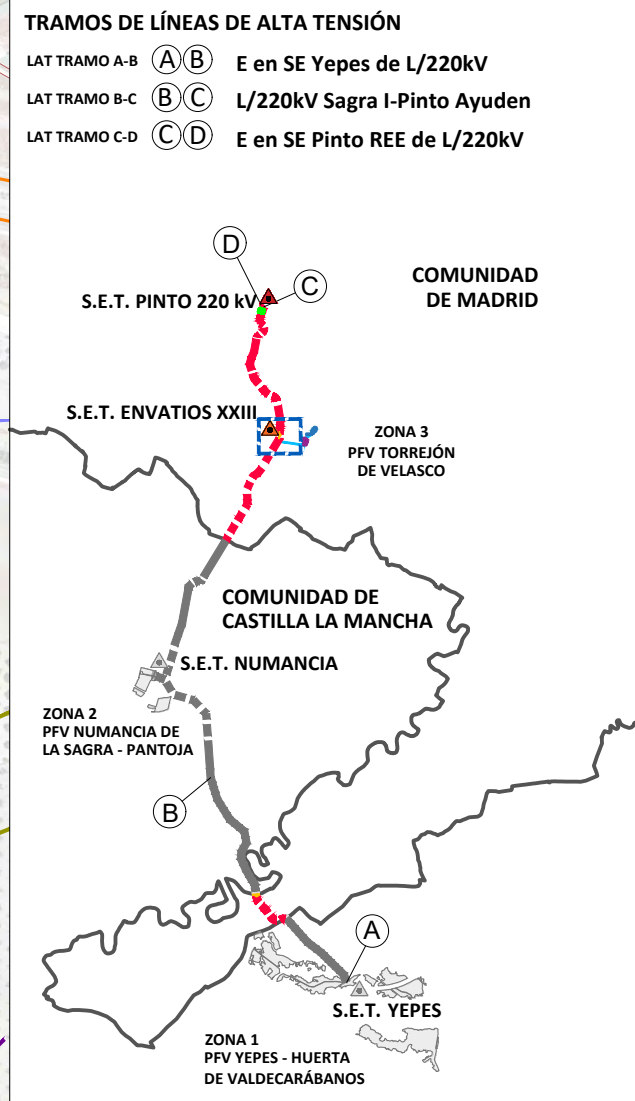 TRAMOS DE LÍNEAS DE ALTA TENSIÓN
LAT TRAMO A-B A B E en SE Yepes de L/220kV
LAT TRAMO B-C B C L/220kV Sagra I-Pinto Ayuden
LAT TRAMO C-D C D E en SE Pinto REE de L/220kV
D
C
S.E.T. PINTO 220 kV
COMUNIDAD
DE MADRID
S.E.T. ENVATIOS XXIII
ZONA 3
PFV TORREJÓN
DE VELASCO
COMUNIDAD DE
CASTILLA LA MANCHA
S.E.T. NUMANCIA
ZONA 2
PFV NUMANCIA DE
LA SAGRA - PANTOJA
B
A
S.E.T. YEPES
ZONA 1
PFV YEPES - HUERTA
DE VALDECARÁBANOS